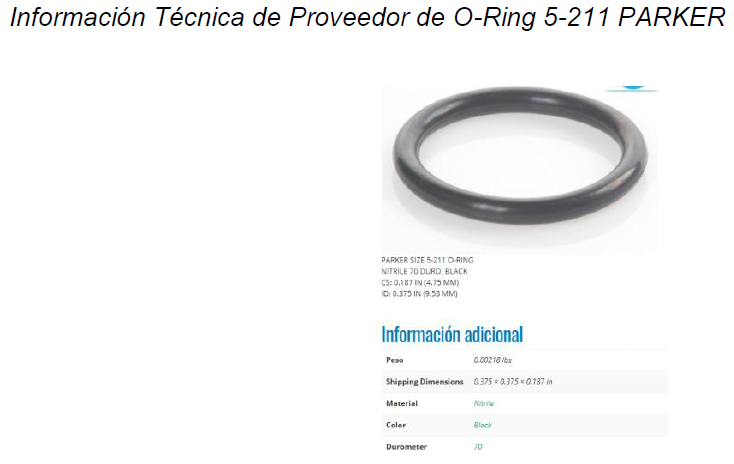 Información Técnica de Proveedor de O-Ring 5-211 PARKER
PARKER SIZE 5-211 O-RING
NITRILE 70 DURO, BLACK
CS: 0.187 IN (4.75 MM)
ID: 0.375 IN (9.53 MM)
Información adicional
Peso 0.00218 lbs
Shipping Dimensions 0.375 × 0.375 × 0.187 in
Material Nitrile
Color Black
Durometer 70